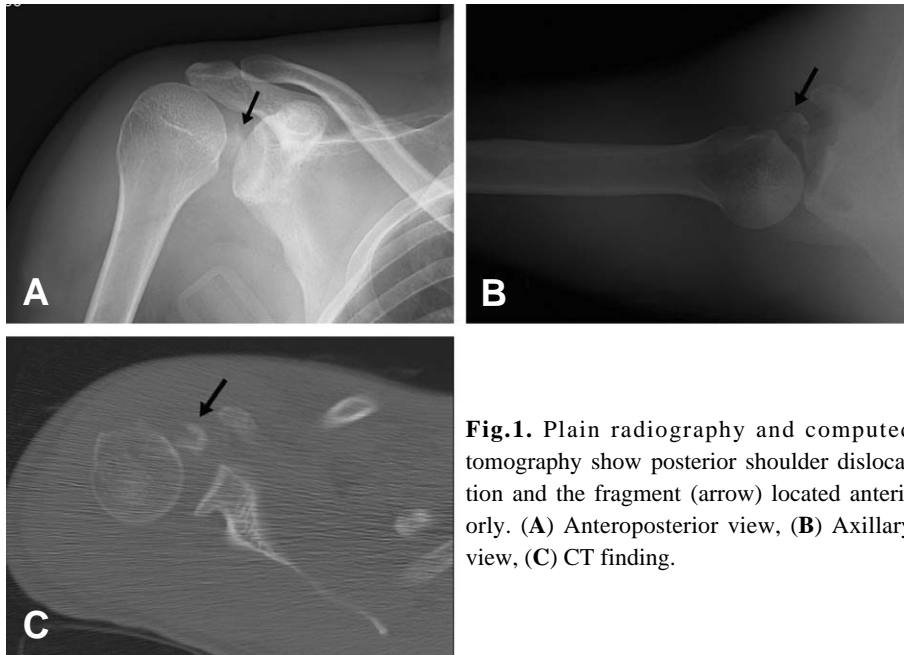 A
B
C
Fig.1. Plain radiography and computed
tomography show posterior shoulder disloca-
tion and the fragment (arrow) located anteri-
orly. (A) Anteroposterior view, (B) Axillary
view, (C) CT finding.